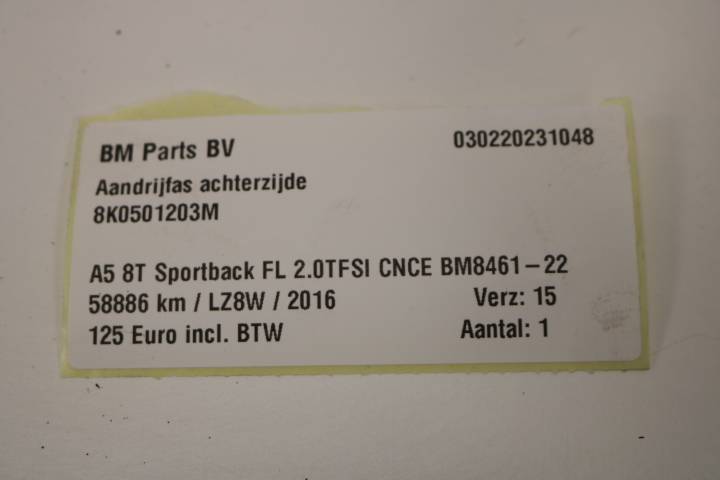 BM Parts BV 030220231048
Aandrijfas achterzijde
8K0501203M
A5 8T Sportback FL 2.0TFSI CNCE BM8461-22
58886 km / LZ8W / 2016 Verz: 15
125 Euro incl. BTW Aantal: 1